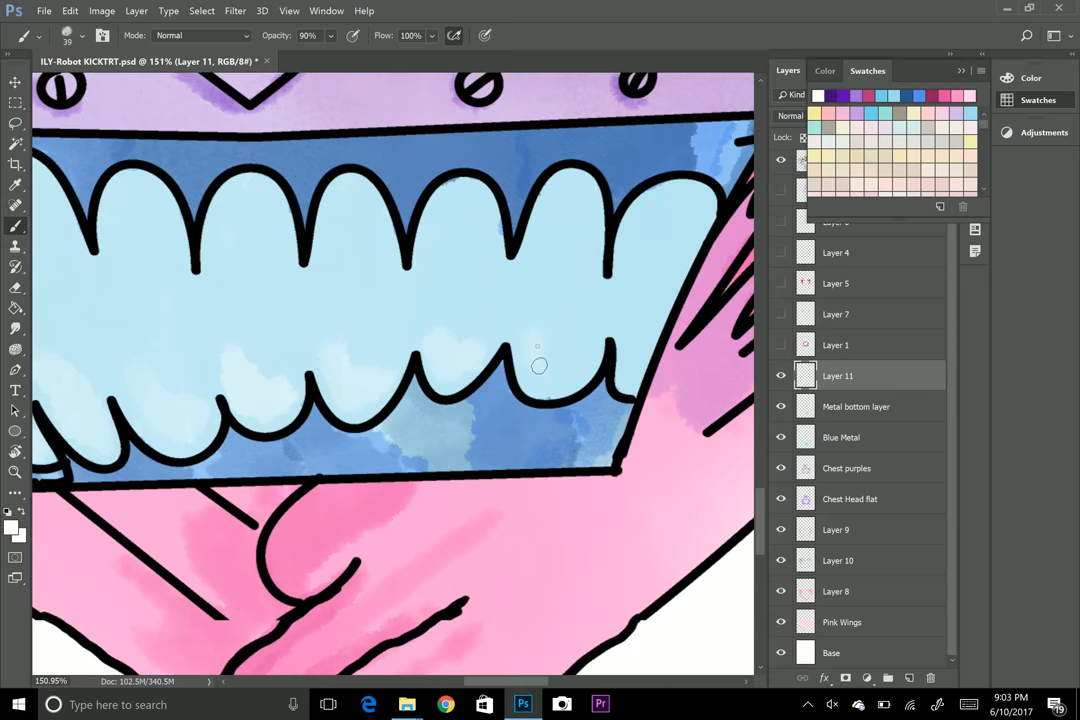 Ps File Edit Image Layer Type Select Filter 3D View Window Help
39 Mode: Normal Opacity: 90% Flow: 100%
ILY-Robot KICKTRT.psd @ 151% (Layer 11, RGB/8#) *
Layers Color Swatches
Kind
Normal
Lock:
Layer 4
Layer 5
Layer 7
Layer 1
Layer 11
Metal bottom layer
Blue Metal
Chest purples
Chest Head flat
Layer 9
Layer 10
Layer 8
Pink Wings
Base
fx
Color
Swatches
Adjustments
T
150.95% Doc: 102.5M/340.5M
Type here to search
Ps
Pr
9:03 PM
6/10/2017
19